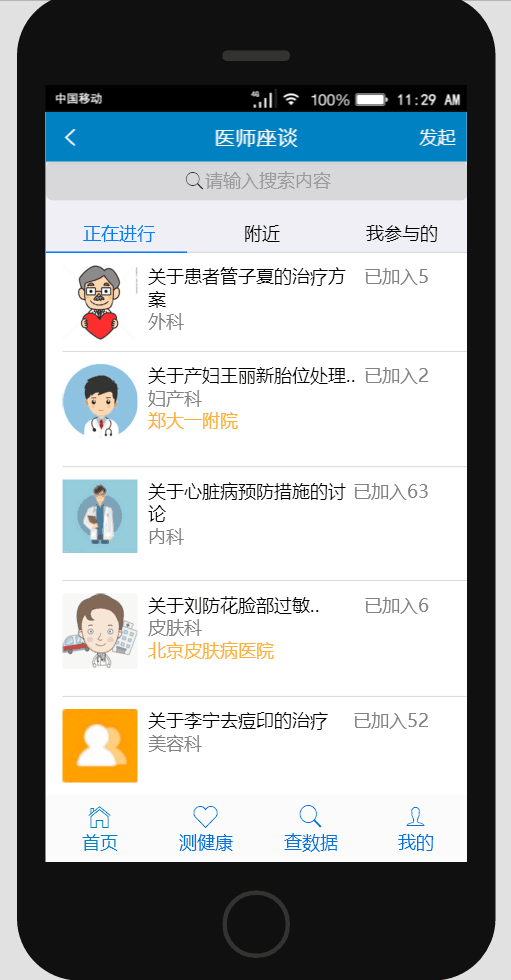 中国移动 4G 100% 11:29 AM
医师座谈 发起
请输入搜索内容
正在进行 附近 我参与的
关于患者管子夏的治疗方 已加入5
案
外科
关于产妇王丽新胎位处理.. 已加入2
妇产科
郑大一附院
关于心脏病预防措施的讨 已加入63
论
内科
关于刘防花脸部过敏.. 已加入6
皮肤科
北京皮肤病医院
关于李宁去痘印的治疗 已加入52
美容科
首页 测健康 查数据 我的